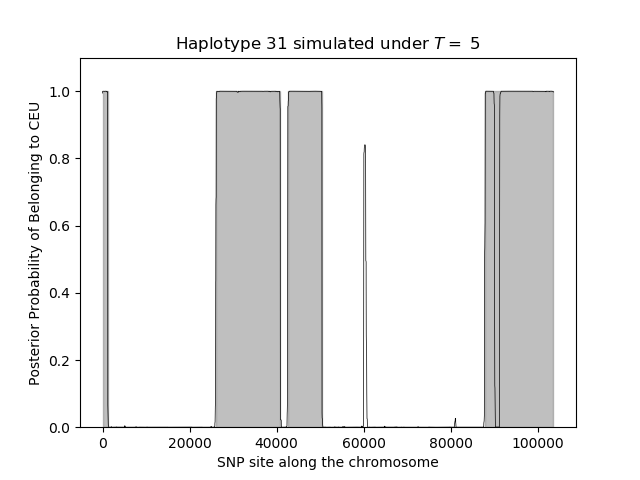 Haplotype 31 simulated under T = 5
Posterior Probability of Belonging to CEU
1.0
0.8
0.6
0.4
0.2
0.0
0 20000 40000 60000 80000 100000
SNP site along the chromosome